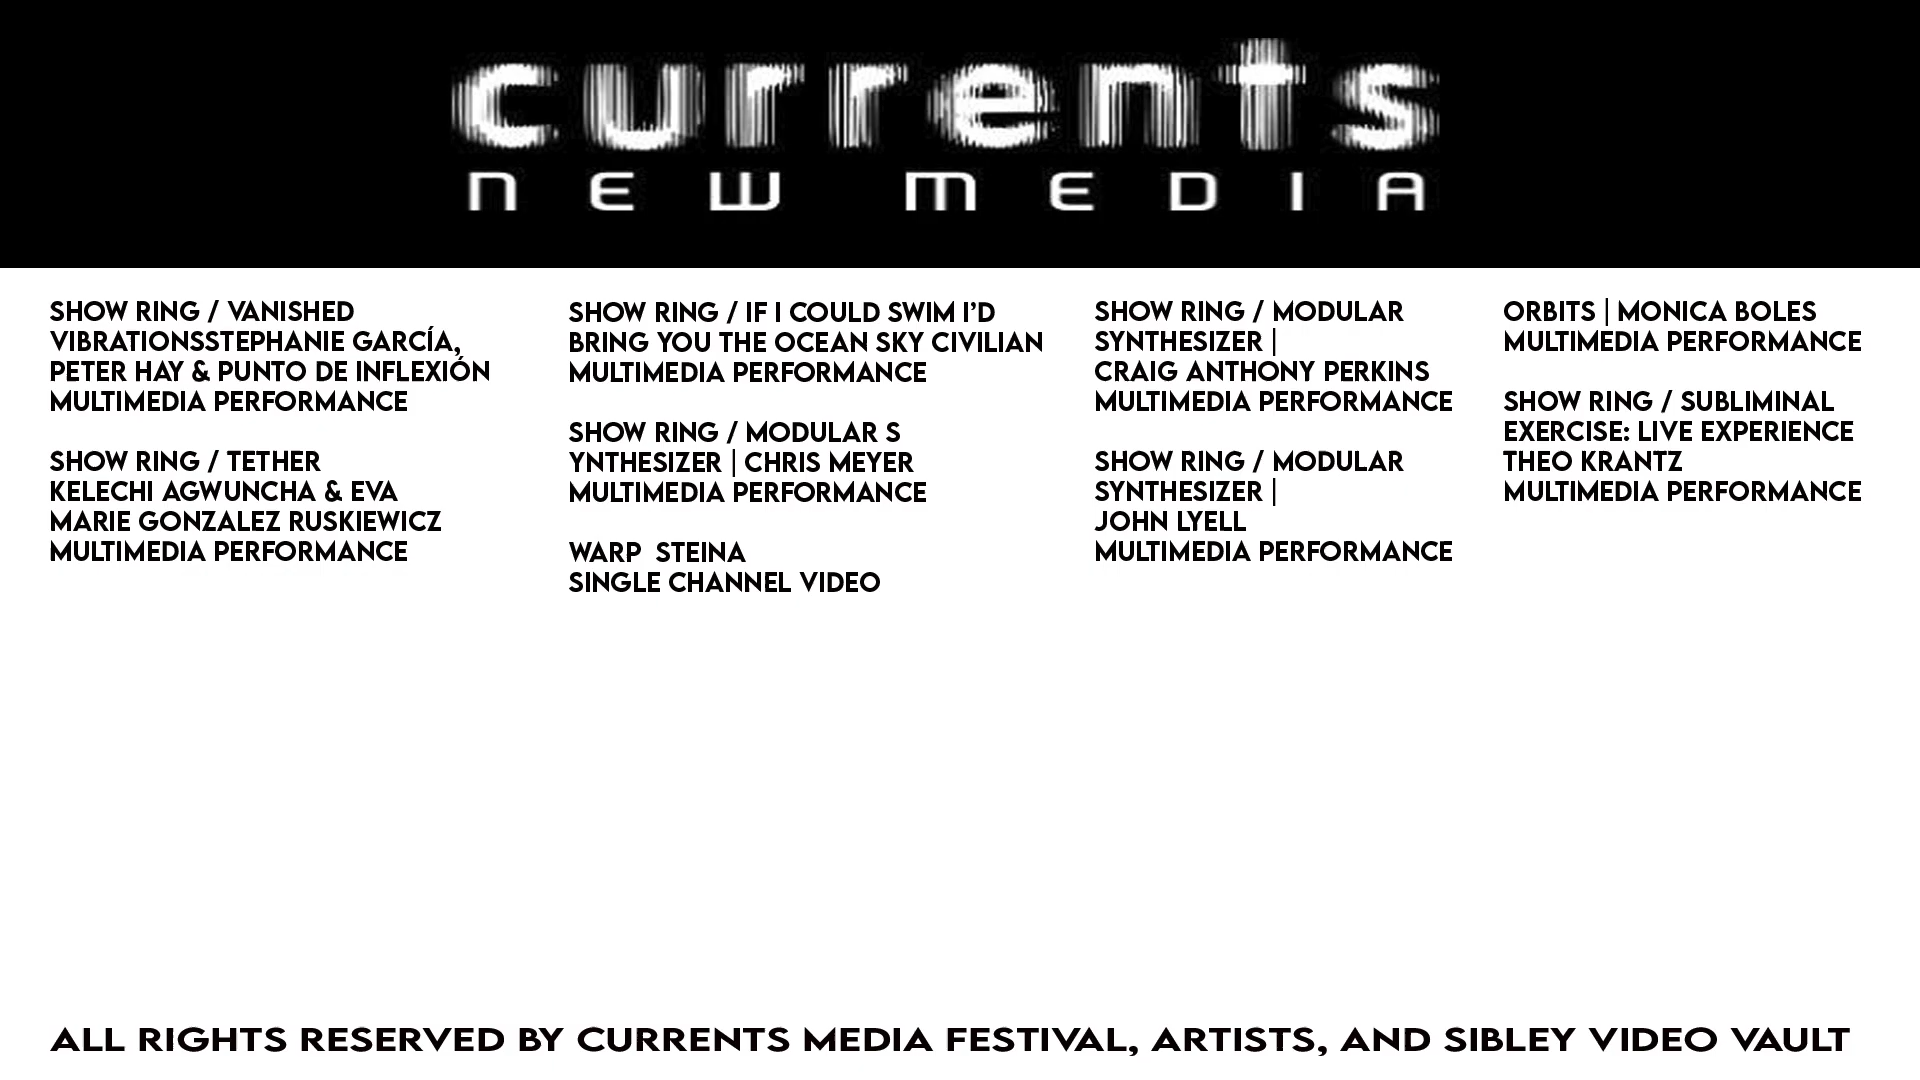 currents
NEW MEDIA
SHOW RING / VANISHED
VIBRATIONSSTEPHANIE GARCÍA,
PETER HAY & PUNTO DE INFLEXIÓN
MULTIMEDIA PERFORMANCE
SHOW RING / TETHER
KELECHI AGWUNCHA & EVA
MARIE GONZALEZ RUSKIEWICZ
MULTIMEDIA PERFORMANCE
SHOW RING / IF I COULD SWIM I’D
BRING YOU THE OCEAN SKY CIVILIAN
MULTIMEDIA PERFORMANCE
SHOW RING / MODULAR S
YNTHESIZER | CHRIS MEYER
MULTIMEDIA PERFORMANCE
WARP  STEINA
SINGLE CHANNEL VIDEO
SHOW RING / MODULAR
SYNTHESIZER |
CRAIG ANTHONY PERKINS
MULTIMEDIA PERFORMANCE
SHOW RING / MODULAR
SYNTHESIZER |
JOHN LYELL
MULTIMEDIA PERFORMANCE
ORBITS | MONICA BOLES
MULTIMEDIA PERFORMANCE
SHOW RING / SUBLIMINAL
EXERCISE: LIVE EXPERIENCE
THEO KRANTZ
MULTIMEDIA PERFORMANCE
ALL RIGHTS RESERVED BY CURRENTS MEDIA FESTIVAL, ARTISTS, AND SIBLEY VIDEO VAULT